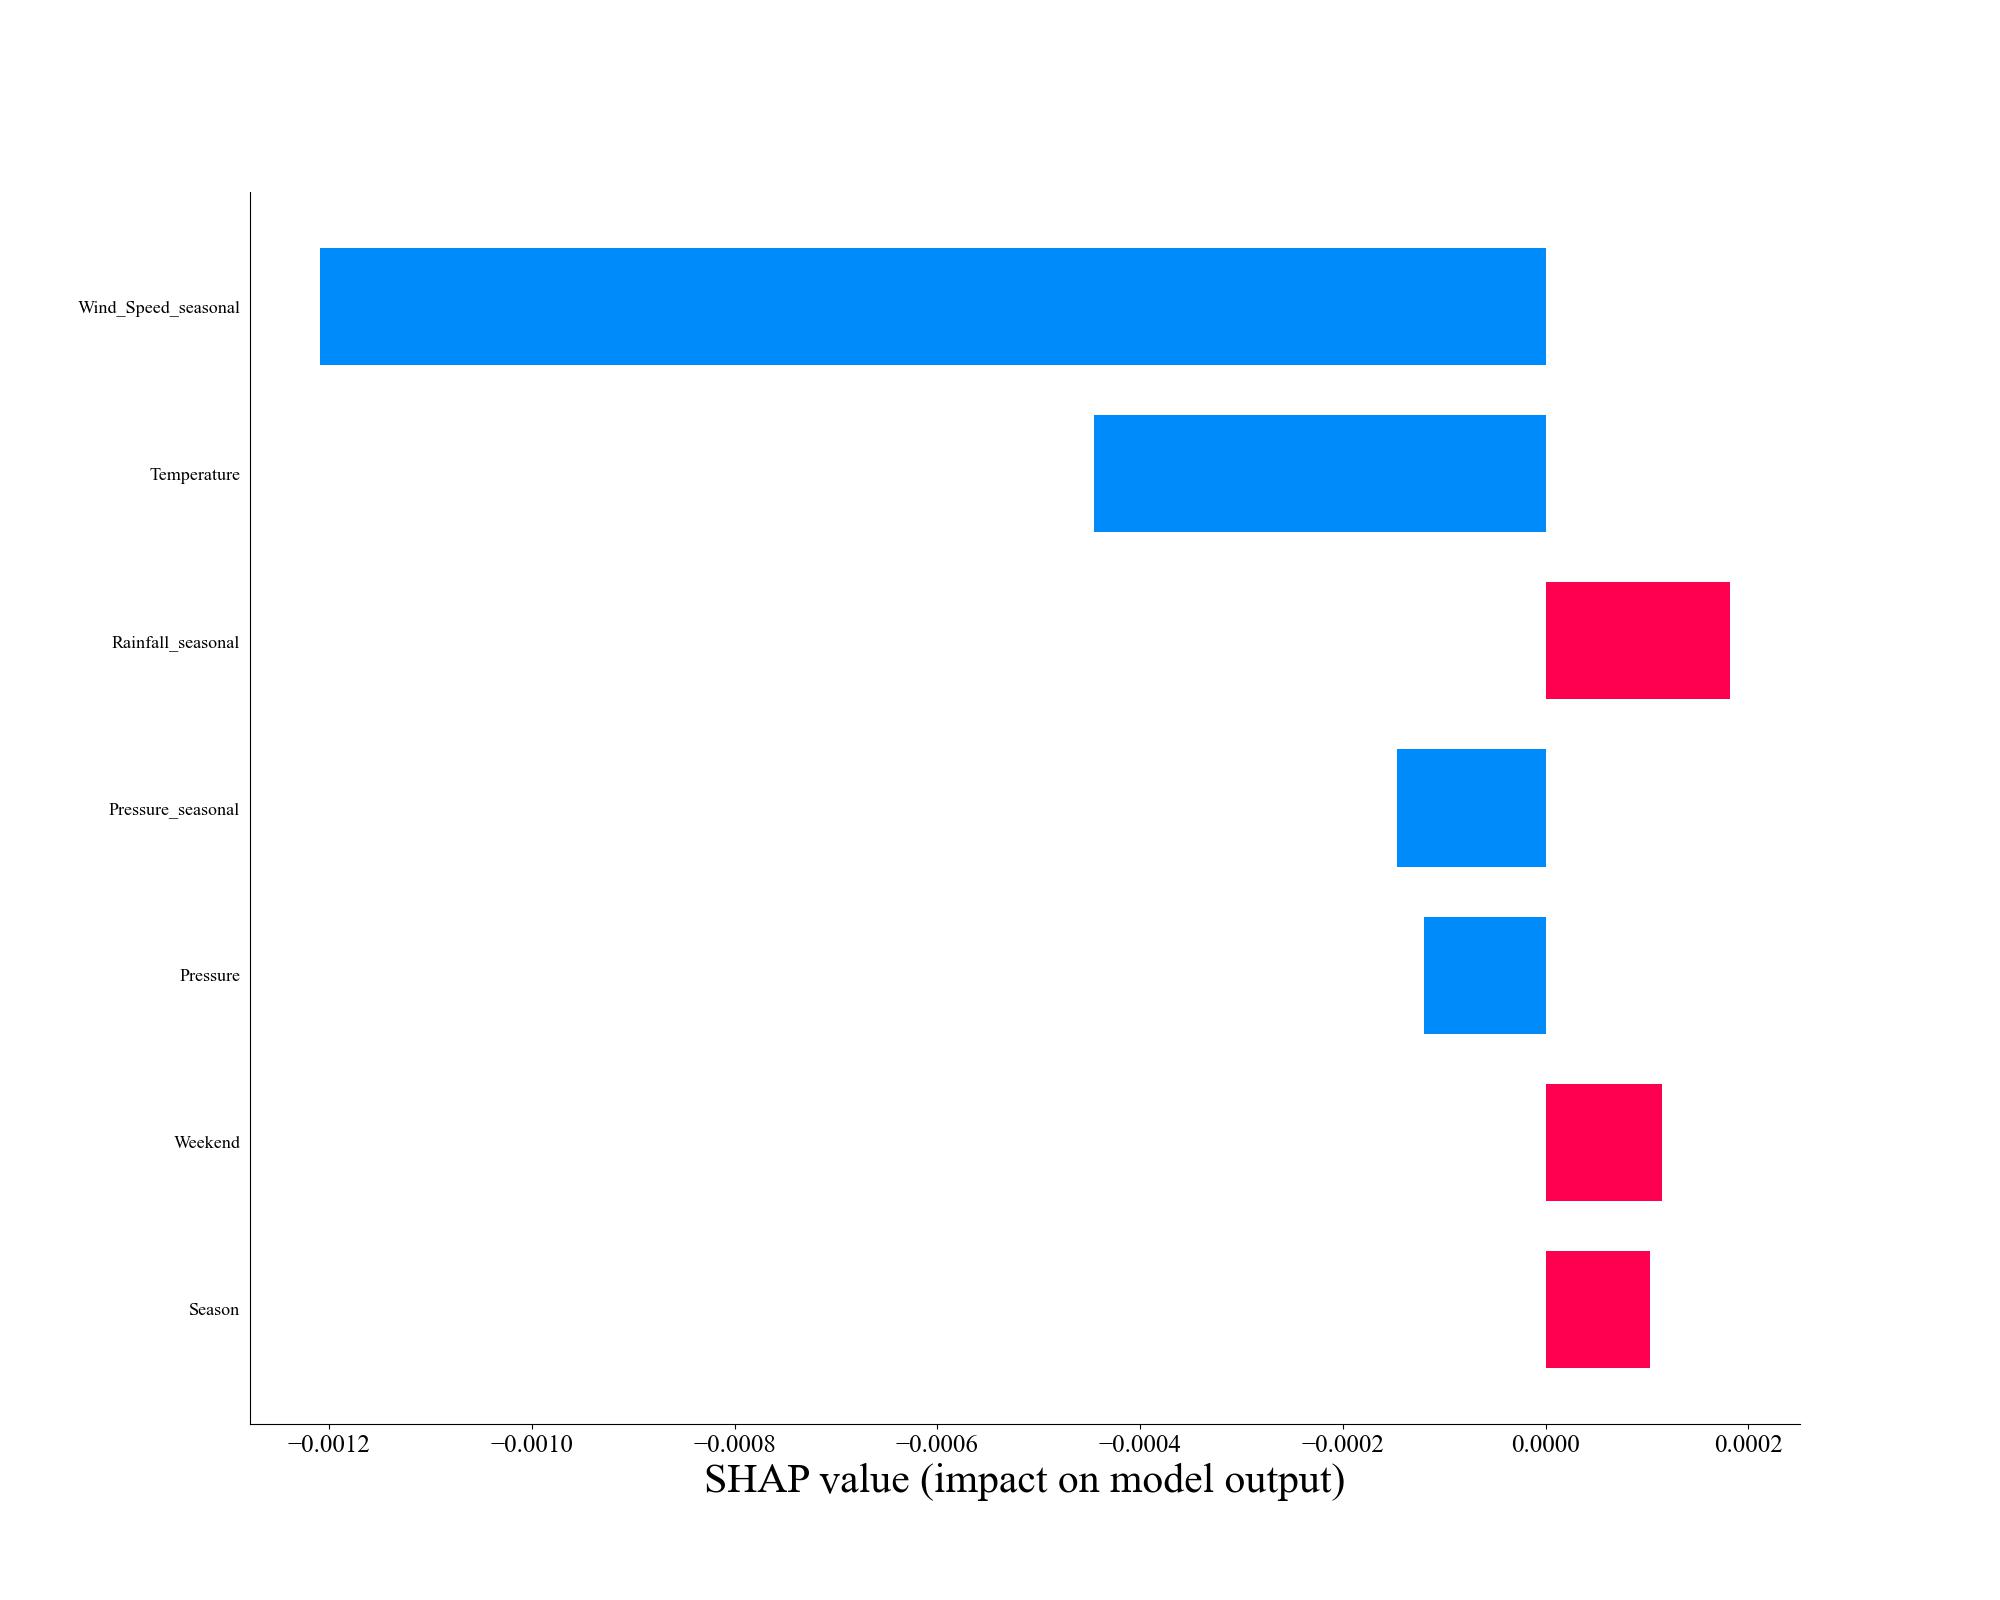 Wind_Speed_seasonal
Temperature
Rainfall_seasonal
Pressure_seasonal
Pressure
Weekend
Season
−0.0012 −0.0010 −0.0008 −0.0006 −0.0004 −0.0002 0.0000 0.0002
SHAP value (impact on model output)